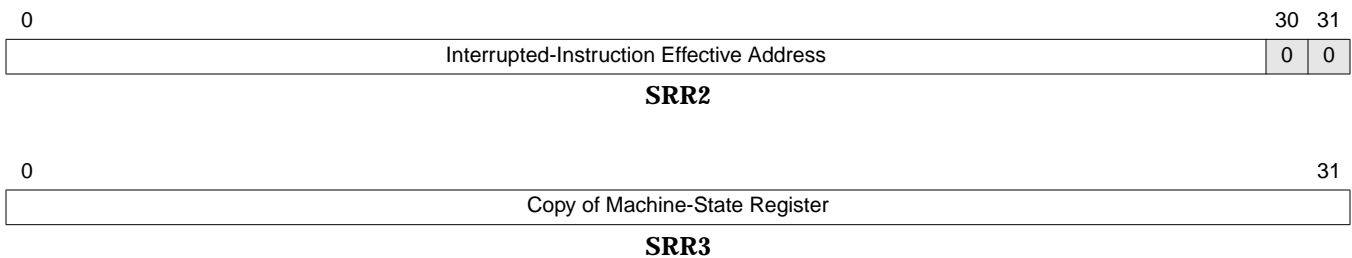 0 30 31
Interrupted-Instruction Effective Address 0 0
SRR2
0 31
Copy of Machine-State Register
SRR3